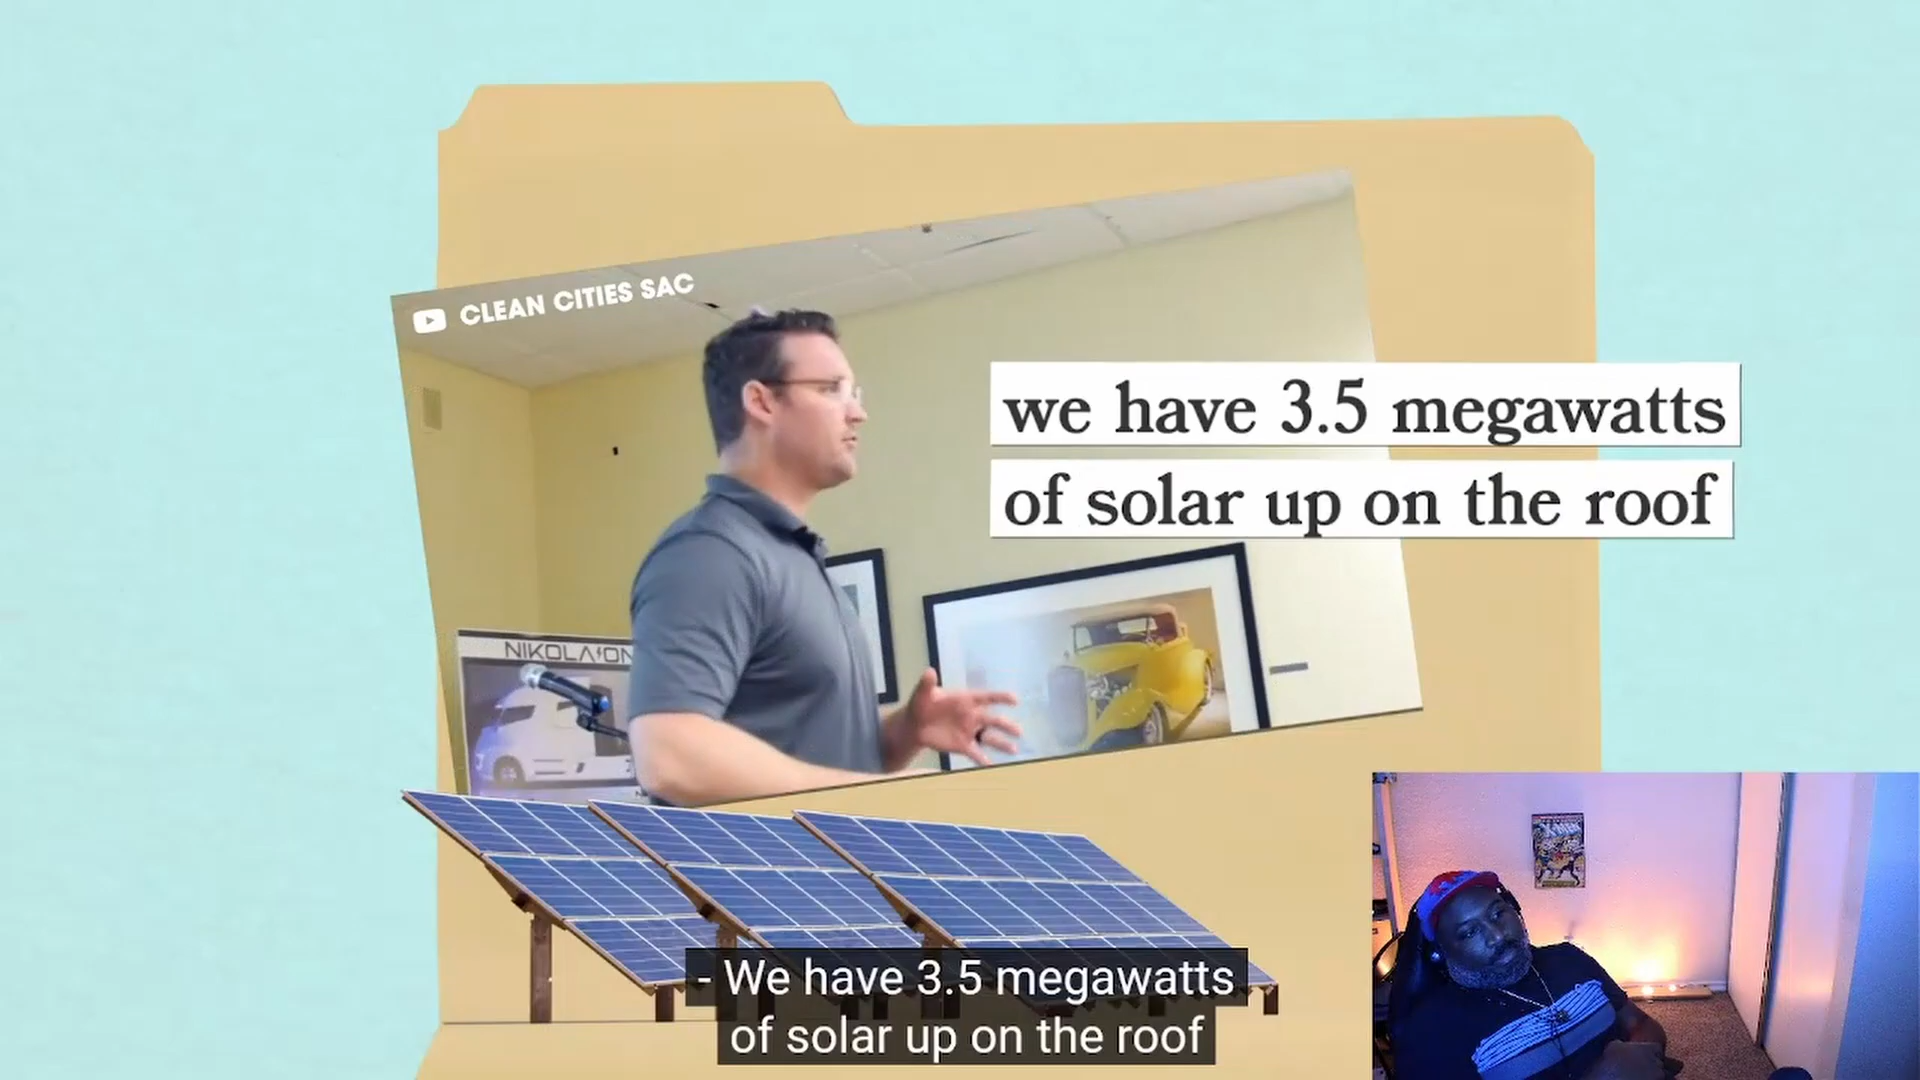 CLEAN CITIES SAC
we have 3.5 megawatts
of solar up on the roof
NIKOLA ON
- We have 3.5 megawatts
of solar up on the roof